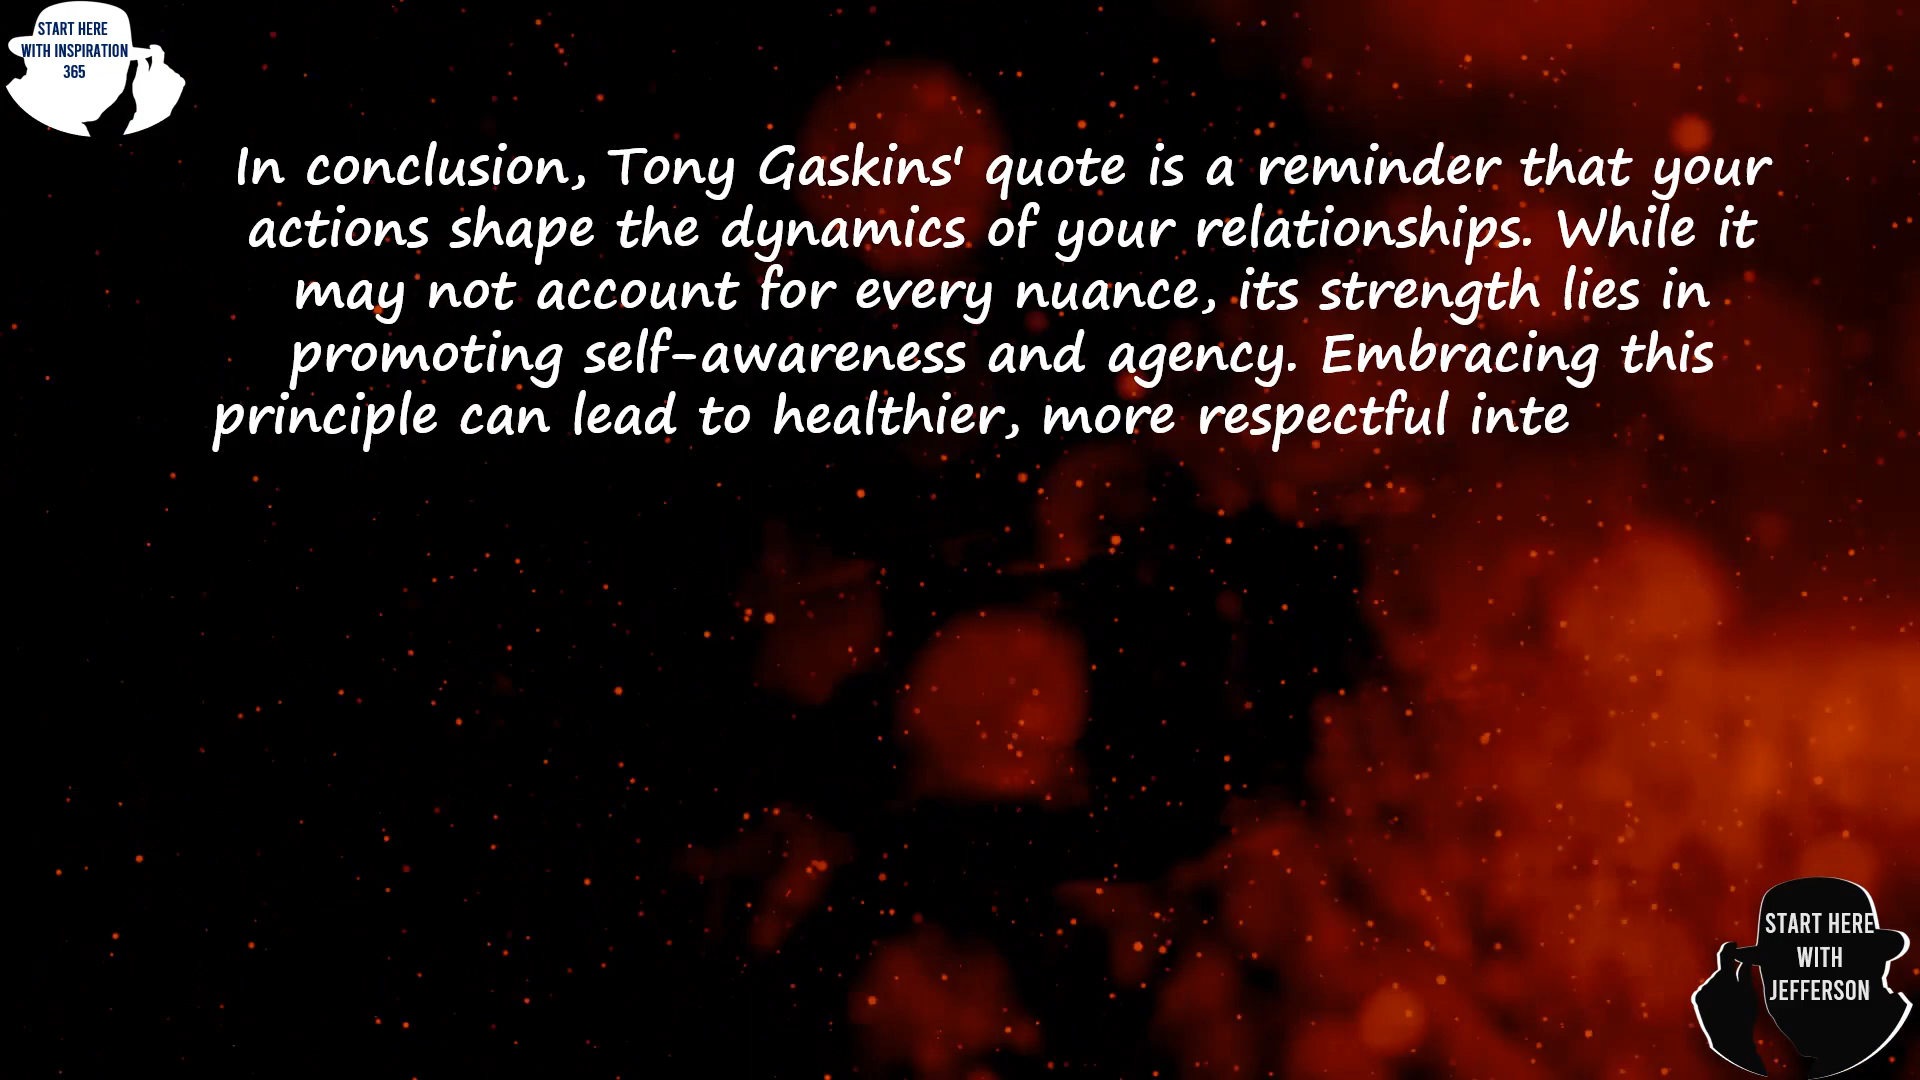 START HERE
WITH INSPIRATION
365
In conclusion, Tony Gaskins' quote is a reminder that your
actions shape the dynamics of your relationships. While it
may not account for every nuance, its strength lies in
promoting self-awareness and agency. Embracing this
principle can lead to healthier, more respectful inte
START HERE
WITH
JEFFERSON